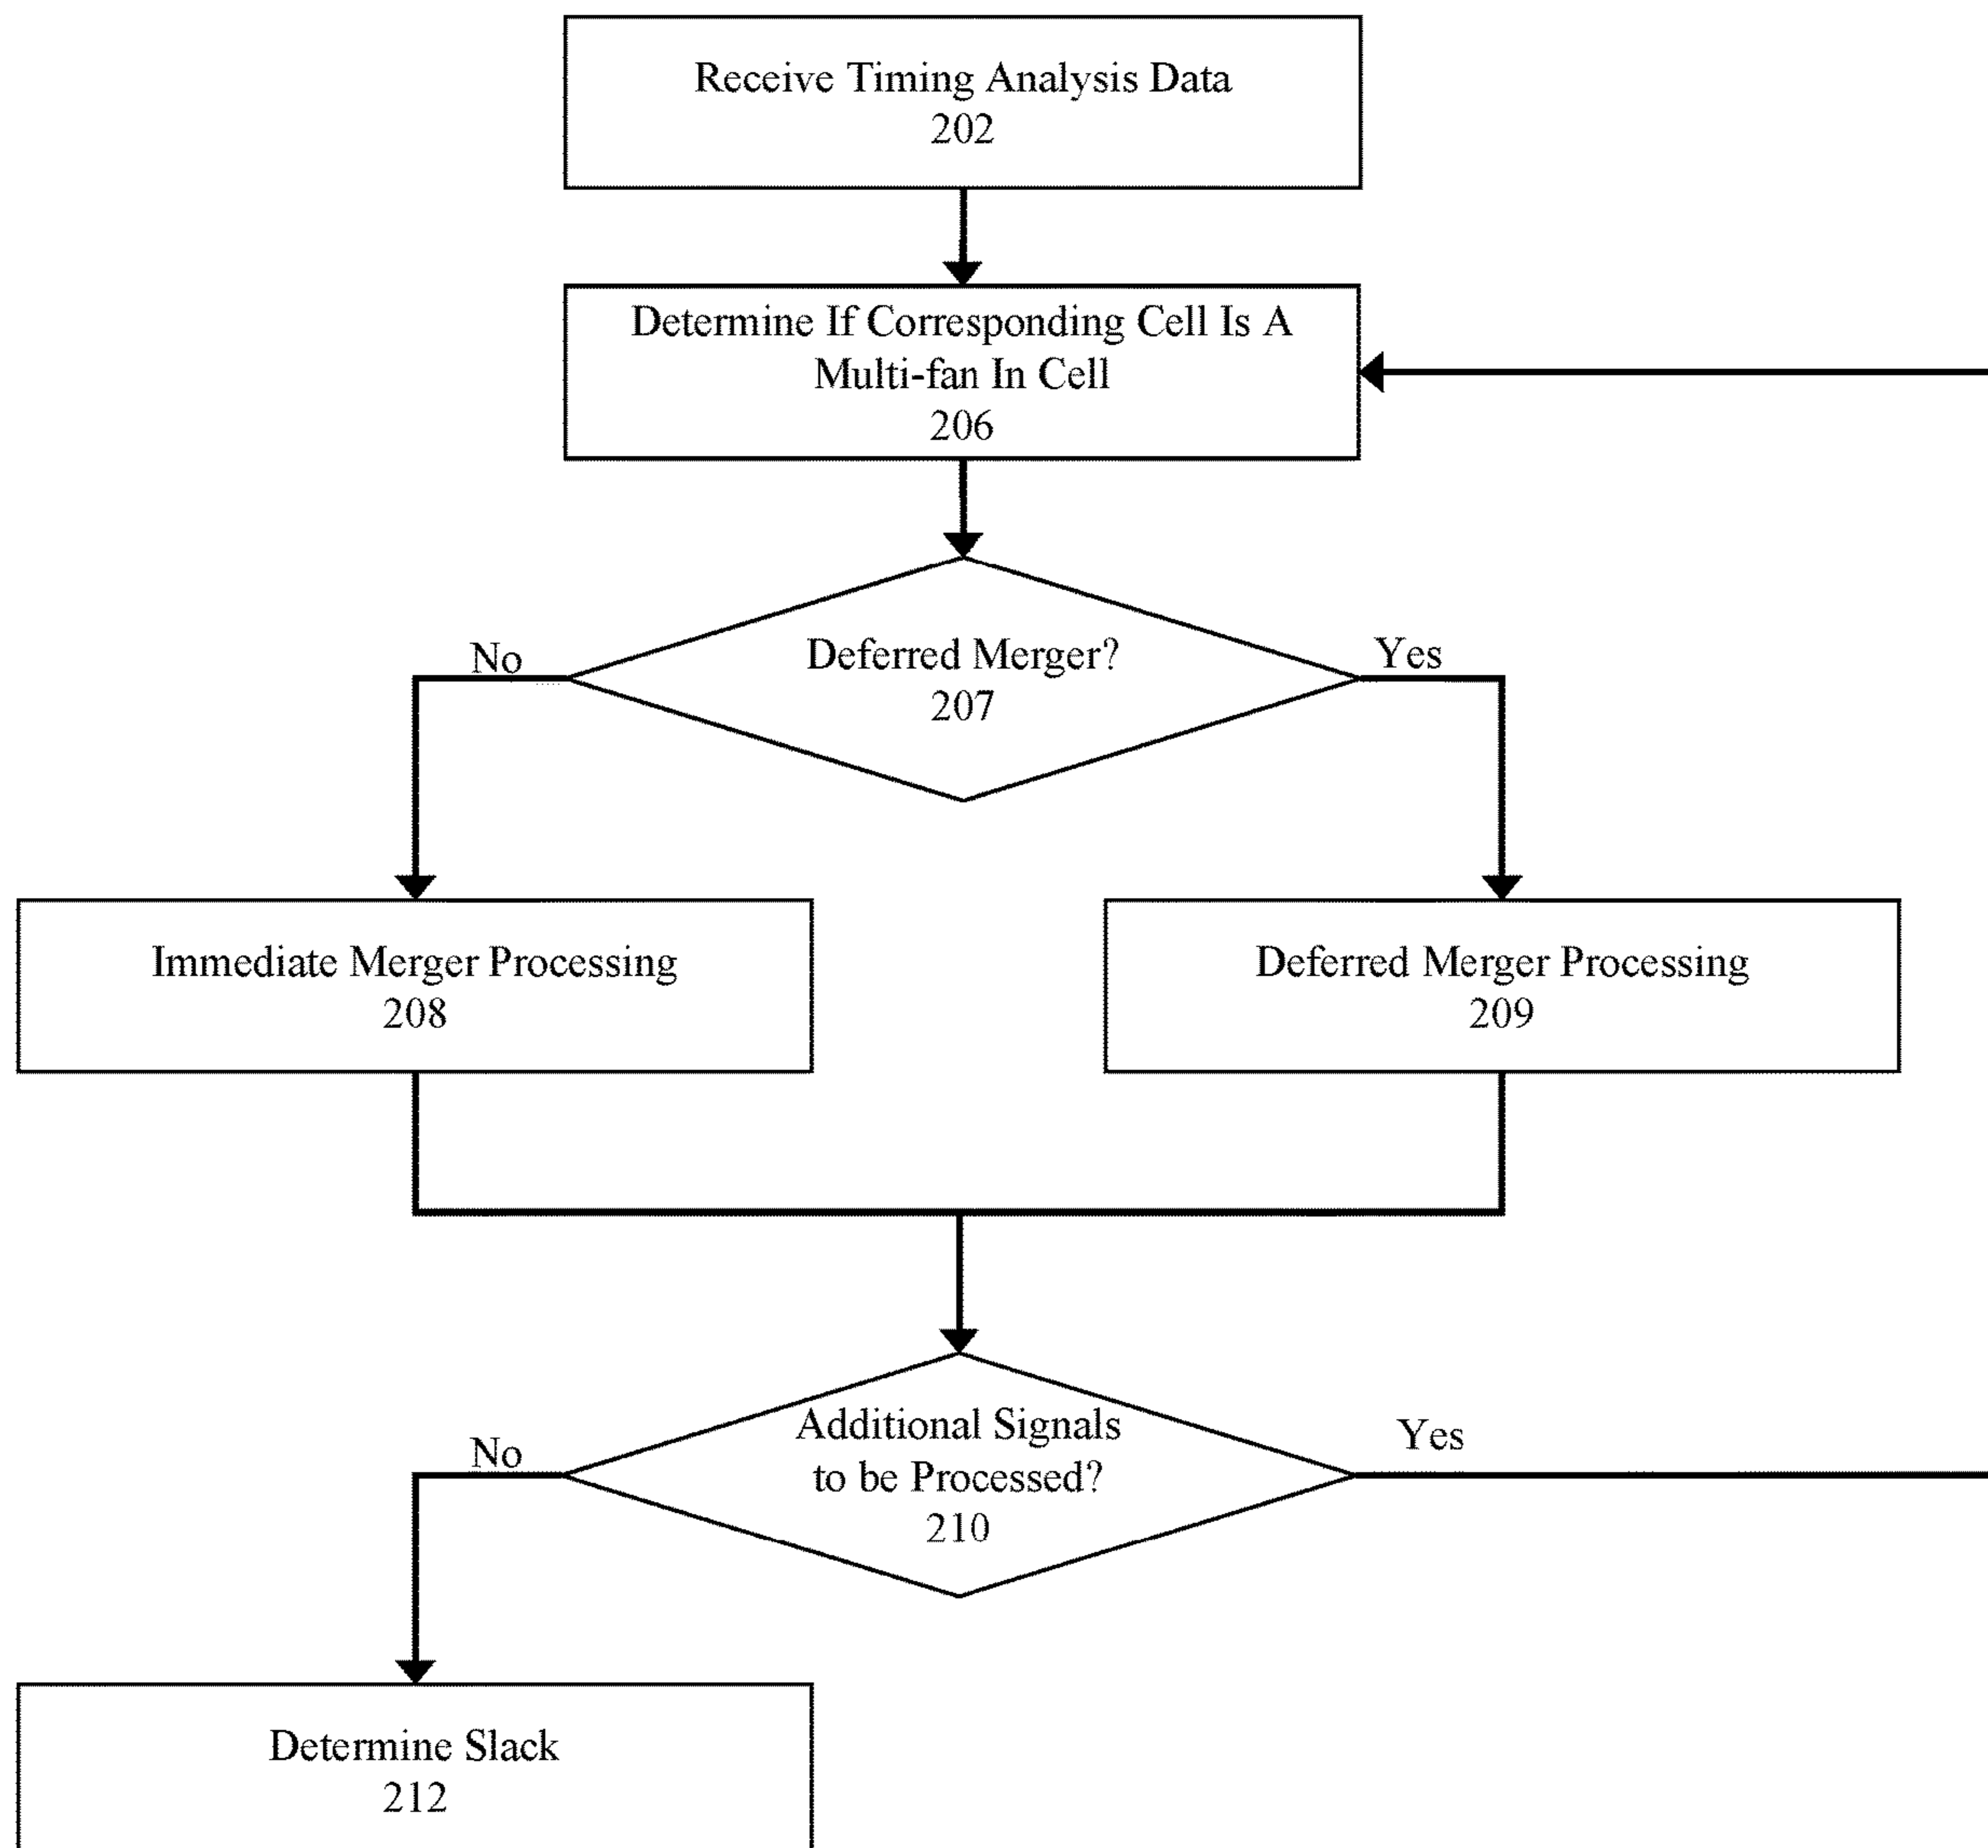 Receive Timing Analysis Data
202
Determine If Corresponding Cell Is A
Multi-fan In Cell
206
Deferred Merger?
207
No
Yes
Immediate Merger Processing
208
Deferred Merger Processing
209
Additional Signals
to be Processed?
210
No
Yes
Determine Slack
212